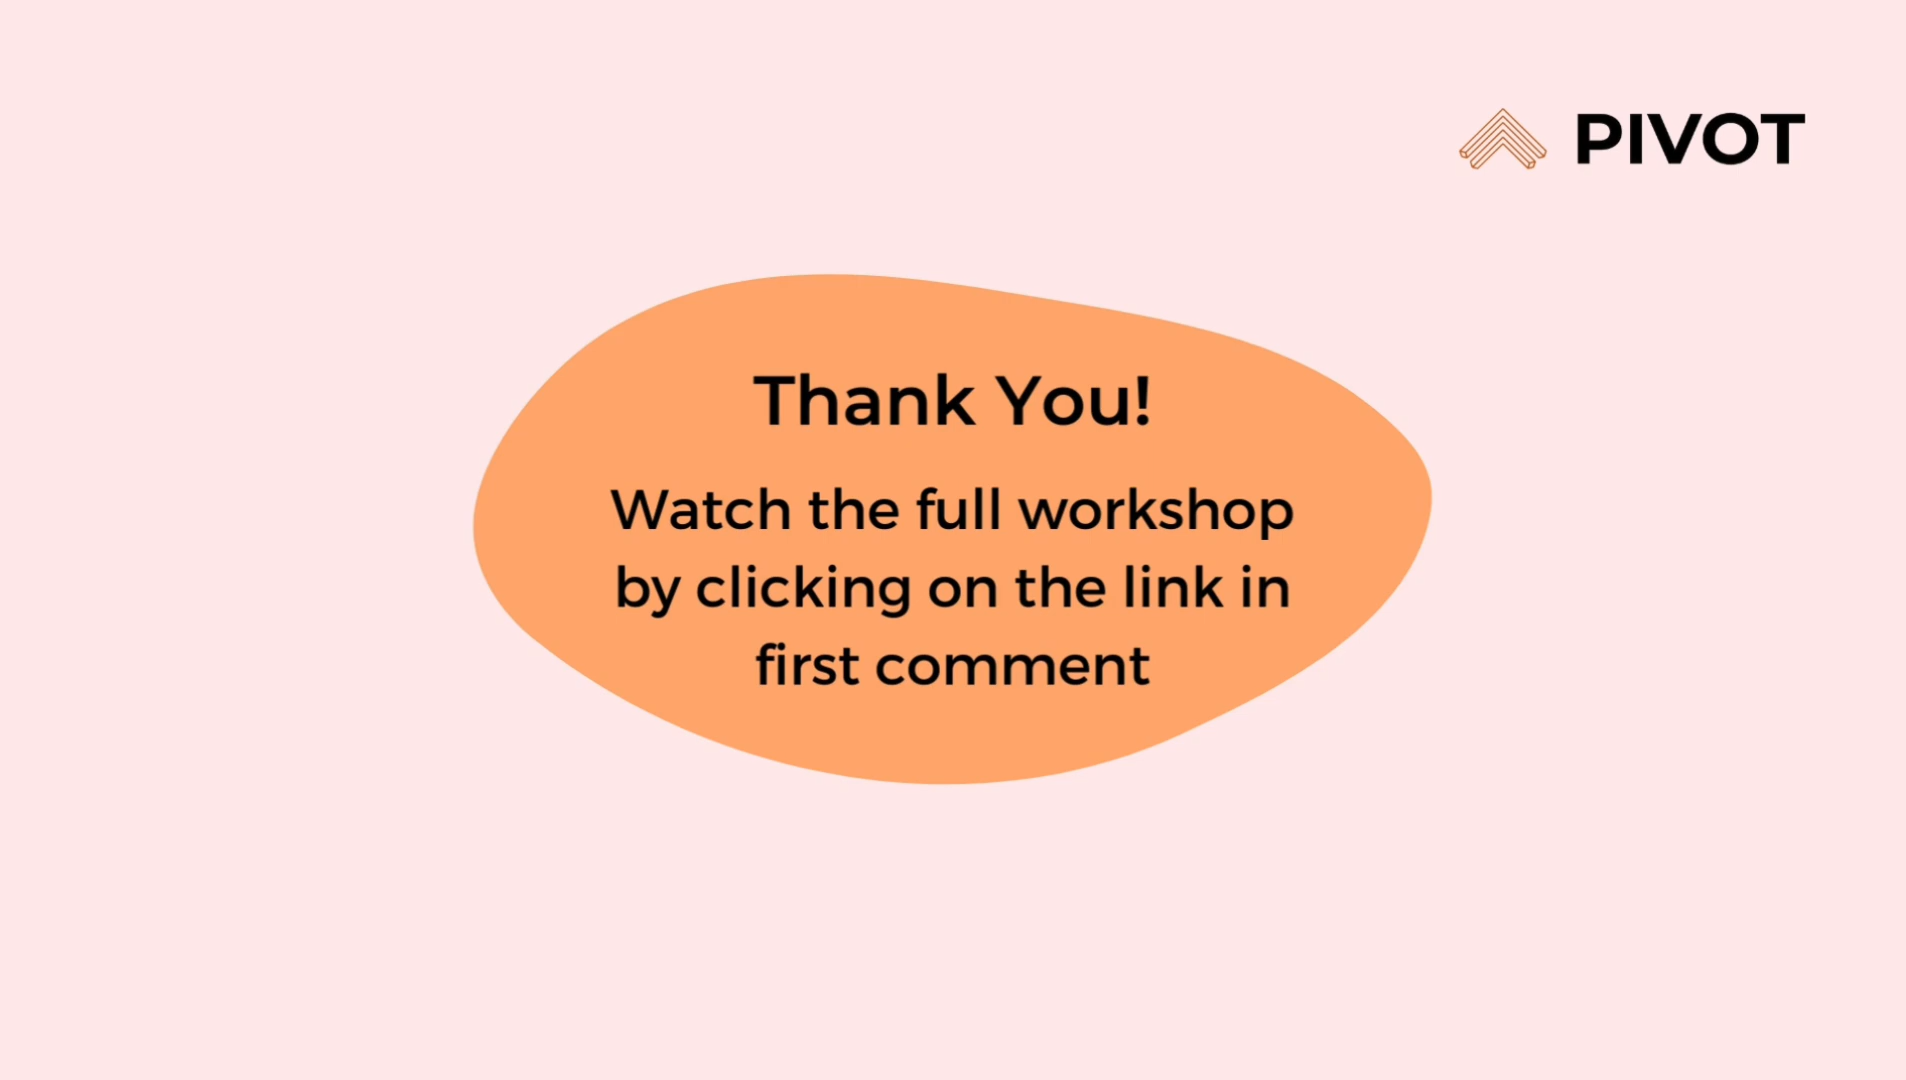 PIVOT
Thank You!
Watch the full workshop
by clicking on the link in
first comment